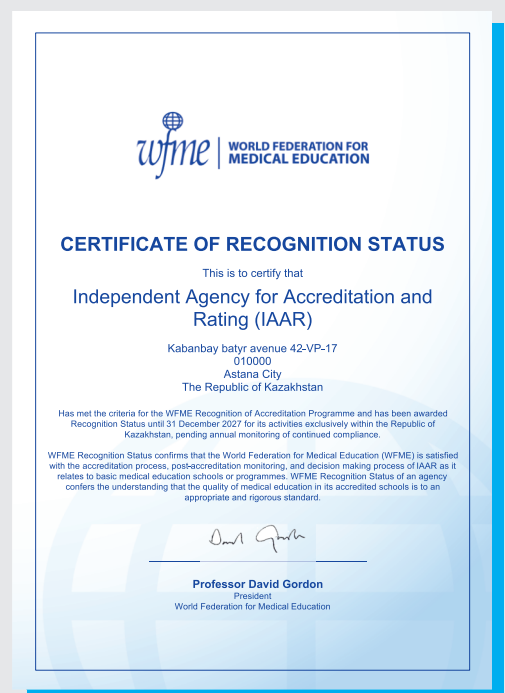 wfme
WORLD FEDERATION FOR
MEDICAL EDUCATION
CERTIFICATE OF RECOGNITION STATUS
This is to certify that
Independent Agency for Accreditation and
Rating (IAAR)
Kabanbay batyr avenue 42-VP-17
010000
Astana City
The Republic of Kazakhstan
Has met the criteria for the WFME Recognition of Accreditation Programme and has been awarded
Recognition Status until 31 December 2027 for its activities exclusively within the Republic of
Kazakhstan, pending annual monitoring of continued compliance.
WFME Recognition Status confirms that the World Federation for Medical Education (WFME) is satisfied
with the accreditation process, post-accreditation monitoring, and decision making process of IAAR as it
relates to basic medical education schools or programmes. WFME Recognition Status of an agency
confers the understanding that the quality of medical education in its accredited schools is to an
appropriate and rigorous standard.
Professor David Gordon
President
World Federation for Medical Education